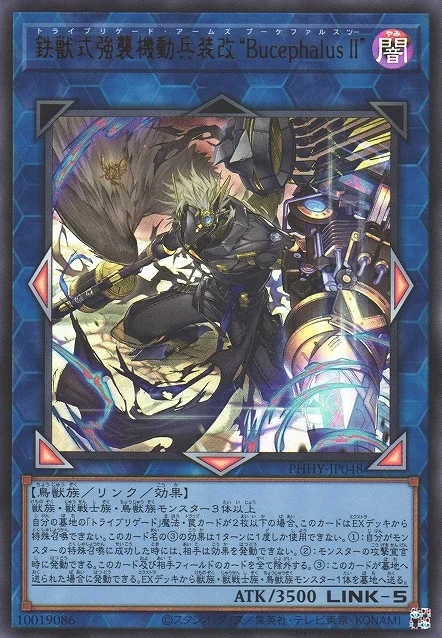 トライブリゲード・アームズ ブーケファルスツー
鉄獣式強襲機動兵装改“Bucephalus II”
やみ
闇
PHHY-JP048
【鳥獣族／リンク／効果】
獣族・獣戦士族・鳥獣族モンスター３体以上
自分の墓地の「トライブリゲード」魔法・罠カードが２枚以下の場合、このカードはEXデッキから
特殊召喚できない。このカード名の③の効果は１ターンに１度しか使用できない。①：自分がモン
スターの特殊召喚に成功した時には、相手は効果を発動できない。②：モンスターの攻撃宣言
時に発動できる。このカード及び相手フィールドのカードを全て除外する。③：このカードが墓地へ
送られた場合に発動できる。EXデッキから獣族・獣戦士族・鳥獣族モンスター１体を墓地へ送る。
ATK/3500 LINK-5
10019086
©スタジオ・ダイス／集英社・テレビ東京・KONAMI